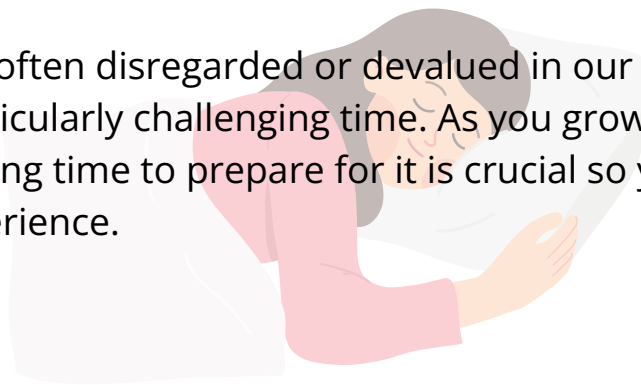 often disregarded or devalued in our
icularly challenging time. As you grow
ng time to prepare for it is crucial so y
erience.